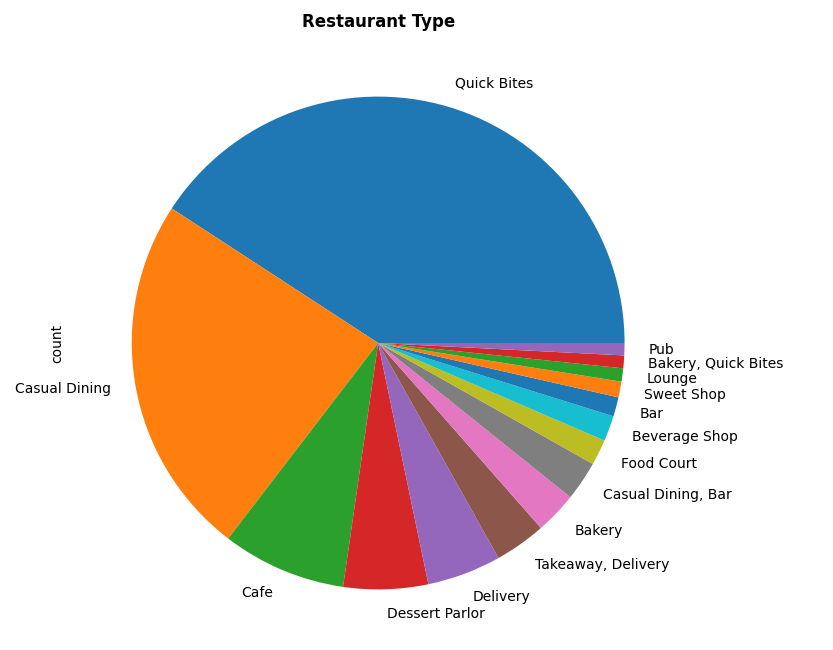 Restaurant Type
Quick Bites
count
Casual Dining
Pub
Bakery, Quick Bites
Lounge
Sweet Shop
Bar
Beverage Shop
Food Court
Casual Dining, Bar
Bakery
Takeaway, Delivery
Delivery
Cafe
Dessert Parlor